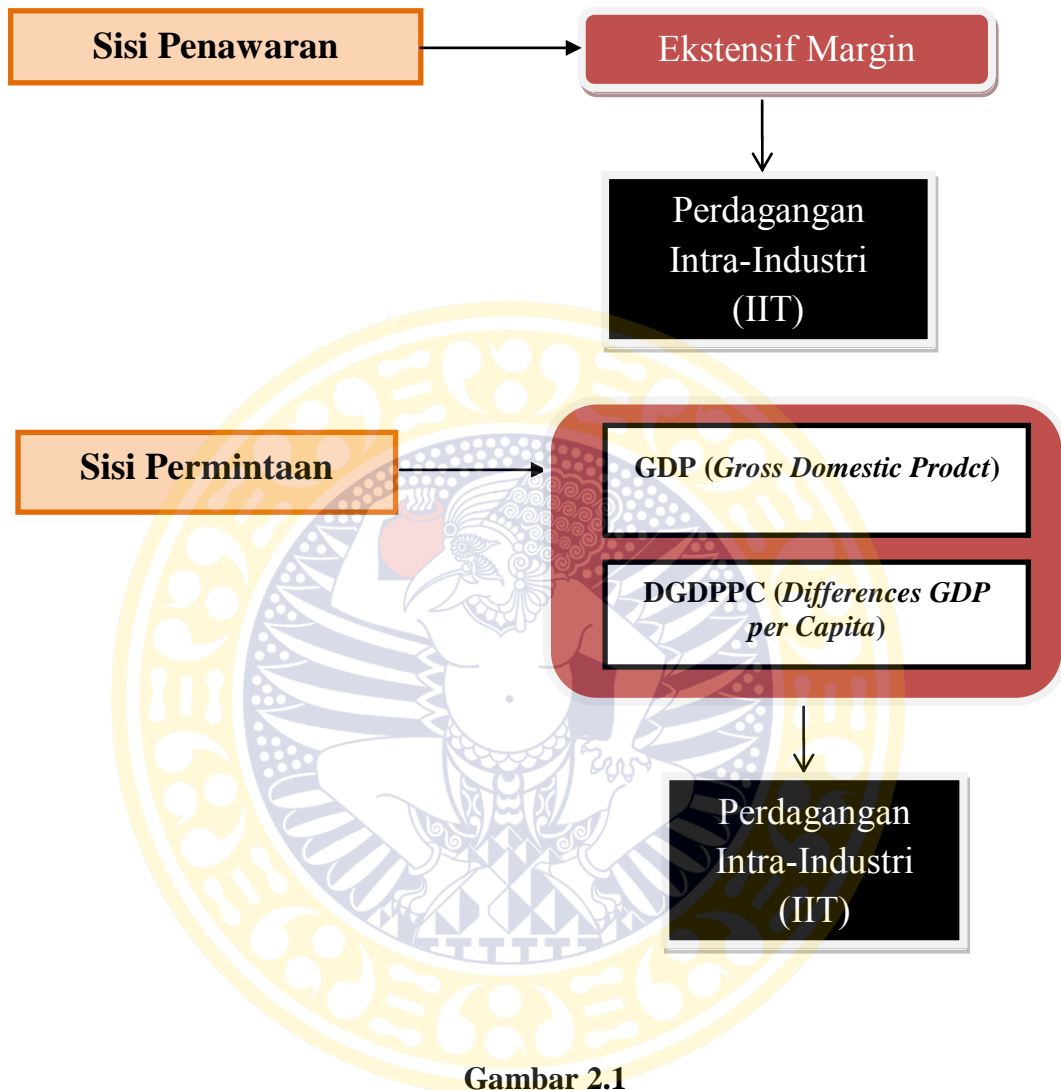 Sisi Penawaran
Ekstensif Margin
Perdagangan
Intra-Industri
(IIT)
Sisi Permintaan
GDP (Gross Domestic Prodct)
DGDPPC (Differences GDP
per Capita)
Perdagangan
Intra-Industri
(IIT)
Gambar 2.1